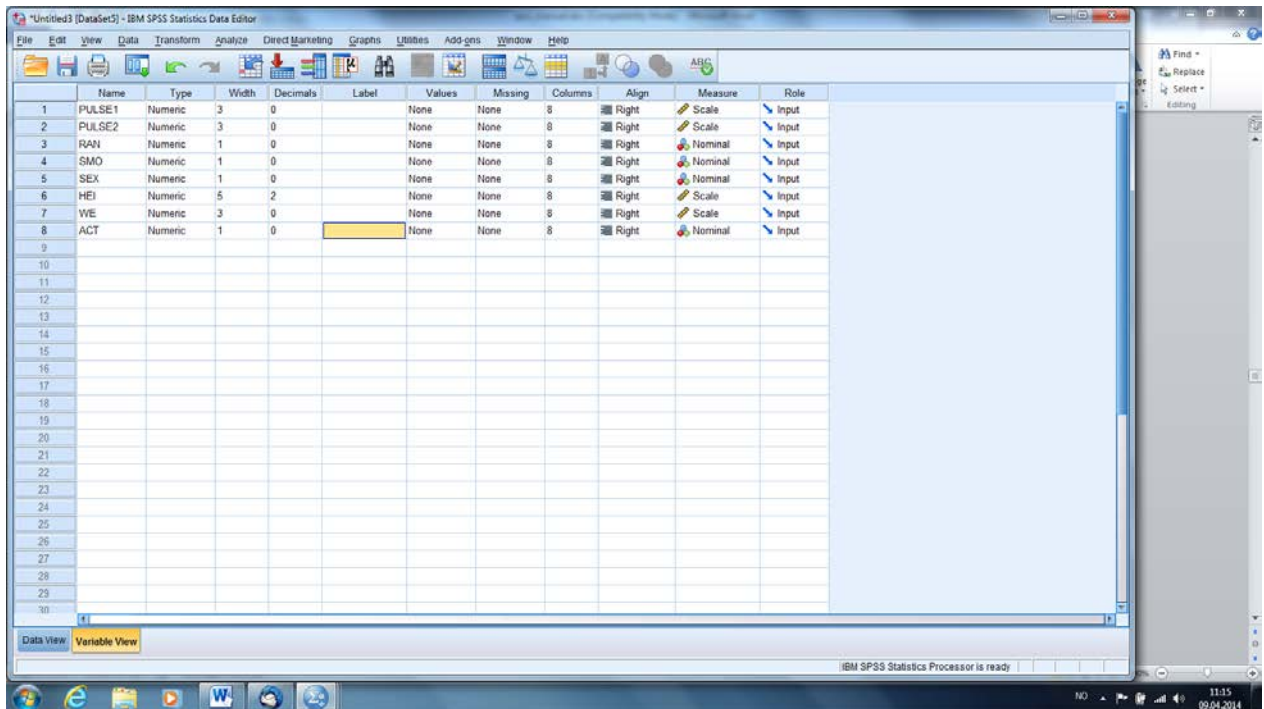 *Untitled3 [DataSet5] - IBM SPSS Statistics Data Editor
File Edit View Data Transform Analyze Direct Marketing Graphs Utilities Add-ons Window Help
Name Type Width Decimals Label Values Missing Columns Align Measure Role
1 PULSE1 Numeric 3 0 None None 8 Right Scale Input
2 PULSE2 Numeric 3 0 None None 8 Right Scale Input
3 RAN Numeric 1 0 None None 8 Right Nominal Input
4 SMO Numeric 1 0 None None 8 Right Nominal Input
5 SEX Numeric 1 0 None None 8 Right Nominal Input
6 HEI Numeric 5 2 None None 8 Right Scale Input
7 WE Numeric 3 0 None None 8 Right Scale Input
8 ACT Numeric 1 0 None None 8 Right Nominal Input
9
10
11
12
13
14
15
16
17
18
19
20
21
22
23
24
25
26
27
28
29
30
Data View Variable View
IBM SPSS Statistics Processor is ready
Find
Replace
Select
Editing
NO 11:15
09.04.2014